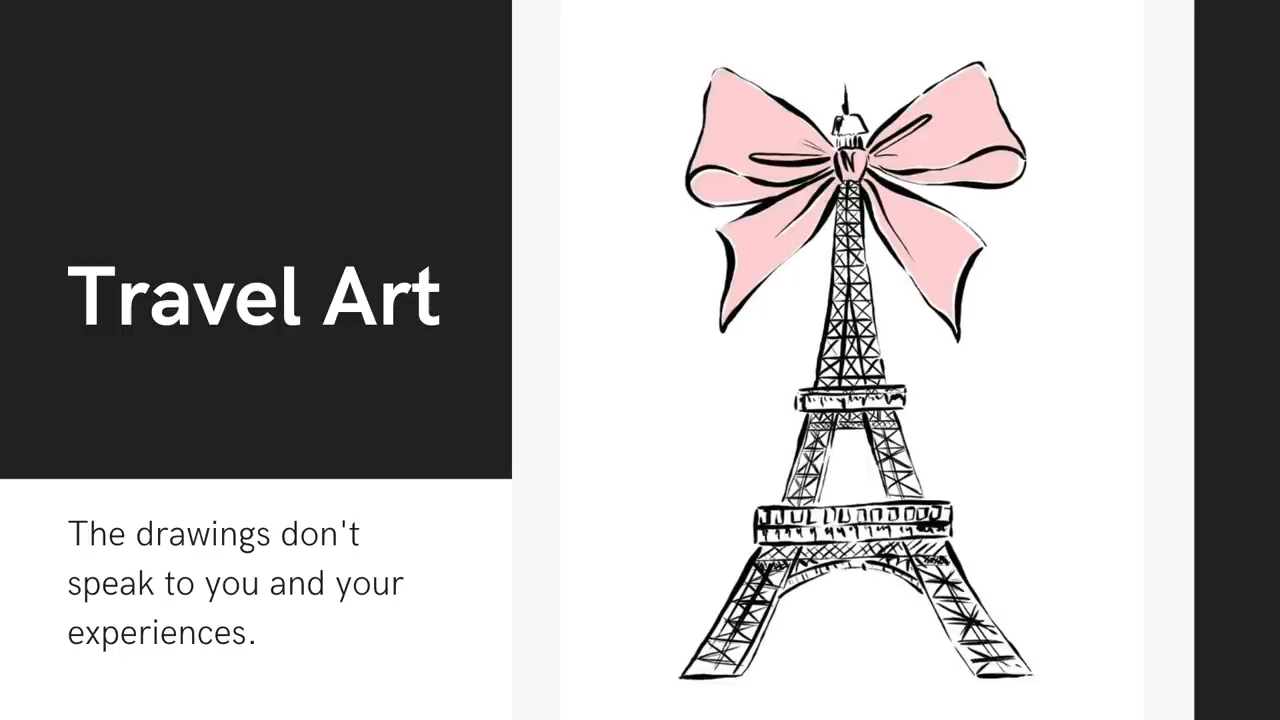 Travel Art
The drawings don't
speak to you and your
experiences.